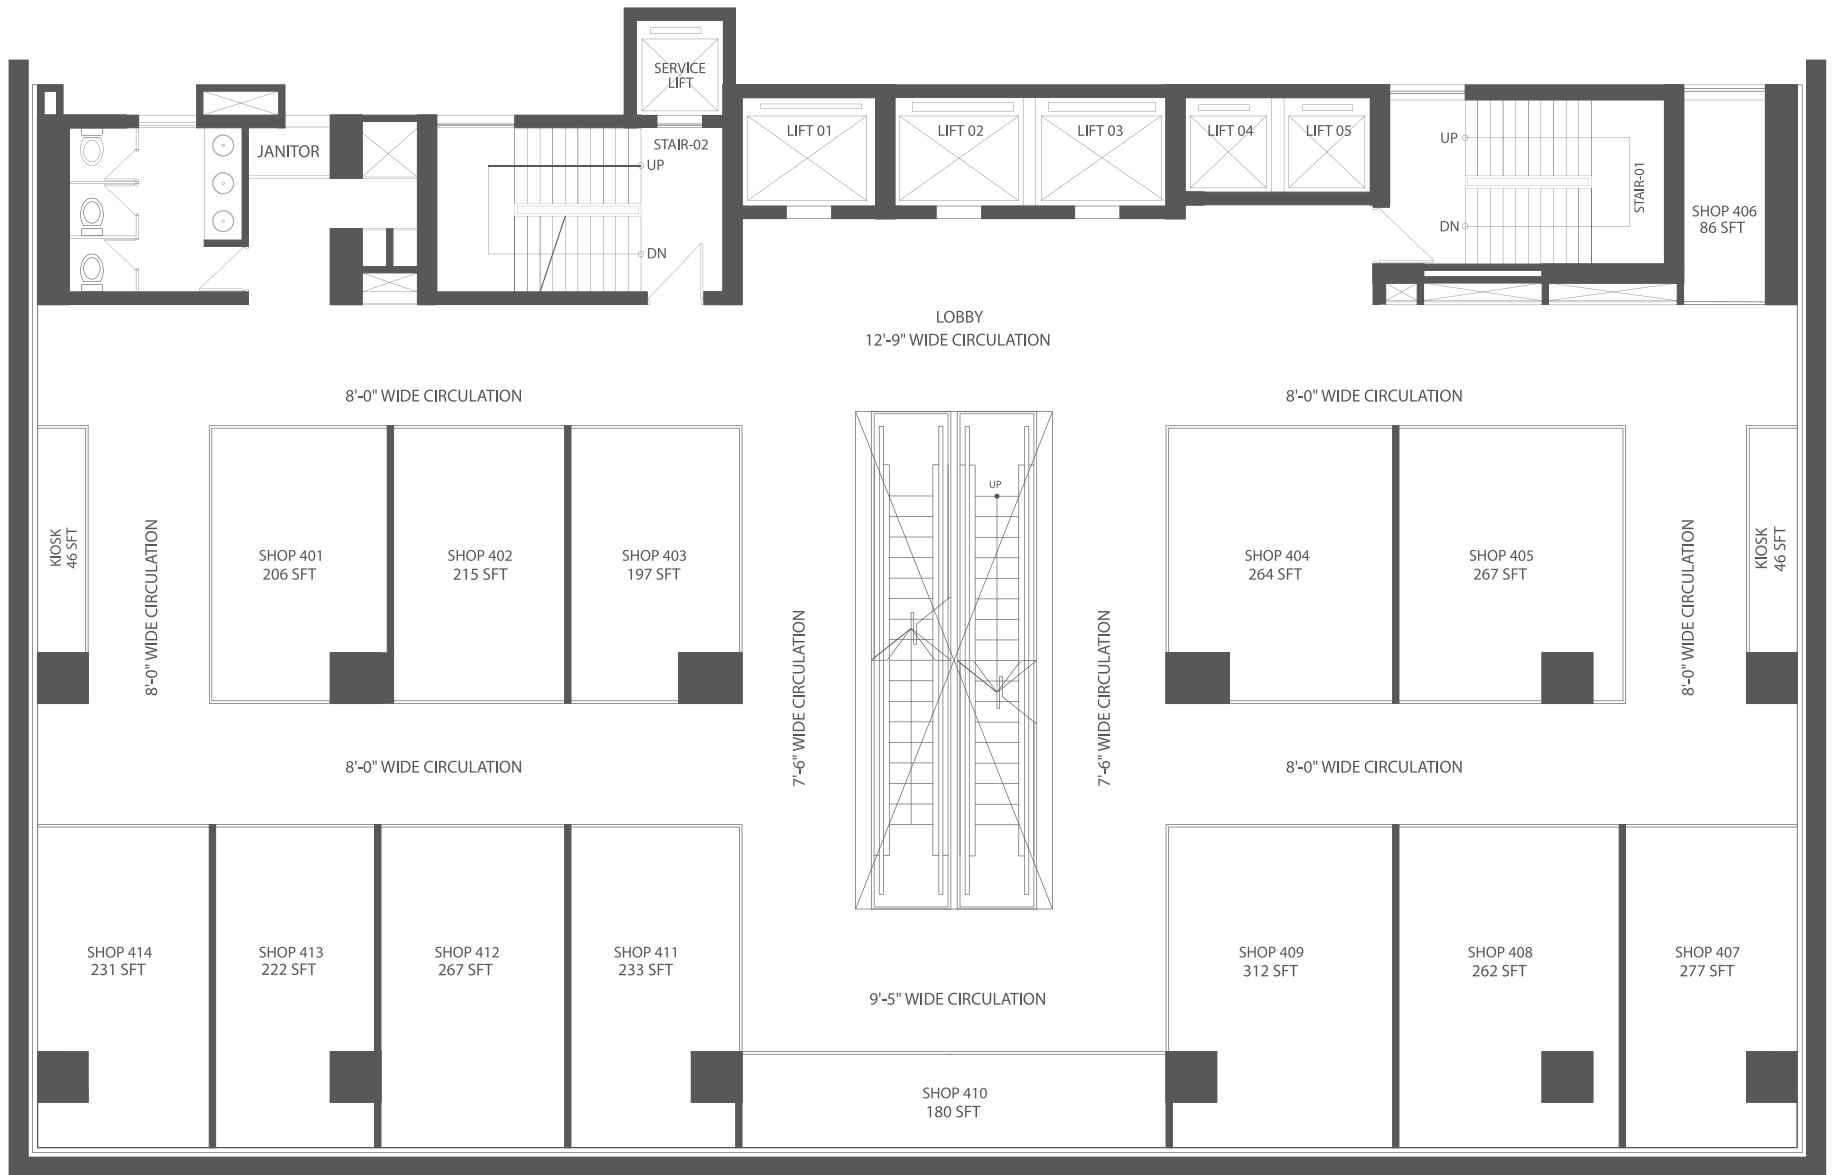 SERVICE
LIFT
LIFT 01
LIFT 02
LIFT 03
LIFT 04
LIFT 05
JANITOR
STAIR-02
UP
DN
UP
DN
STAIR-01
SHOP 406
86 SFT
LOBBY
12'-9" WIDE CIRCULATION
8'-0" WIDE CIRCULATION
8'-0" WIDE CIRCULATION
KIOSK
46 SFT
8'-0" WIDE CIRCULATION
SHOP 401
206 SFT
SHOP 402
215 SFT
SHOP 403
197 SFT
7'-6" WIDE CIRCULATION
UP
7'-6" WIDE CIRCULATION
SHOP 404
264 SFT
SHOP 405
267 SFT
8'-0" WIDE CIRCULATION
KIOSK
46 SFT
8'-0" WIDE CIRCULATION
8'-0" WIDE CIRCULATION
SHOP 414
231 SFT
SHOP 413
222 SFT
SHOP 412
267 SFT
SHOP 411
233 SFT
9'-5" WIDE CIRCULATION
SHOP 409
312 SFT
SHOP 408
262 SFT
SHOP 407
277 SFT
SHOP 410
180 SFT